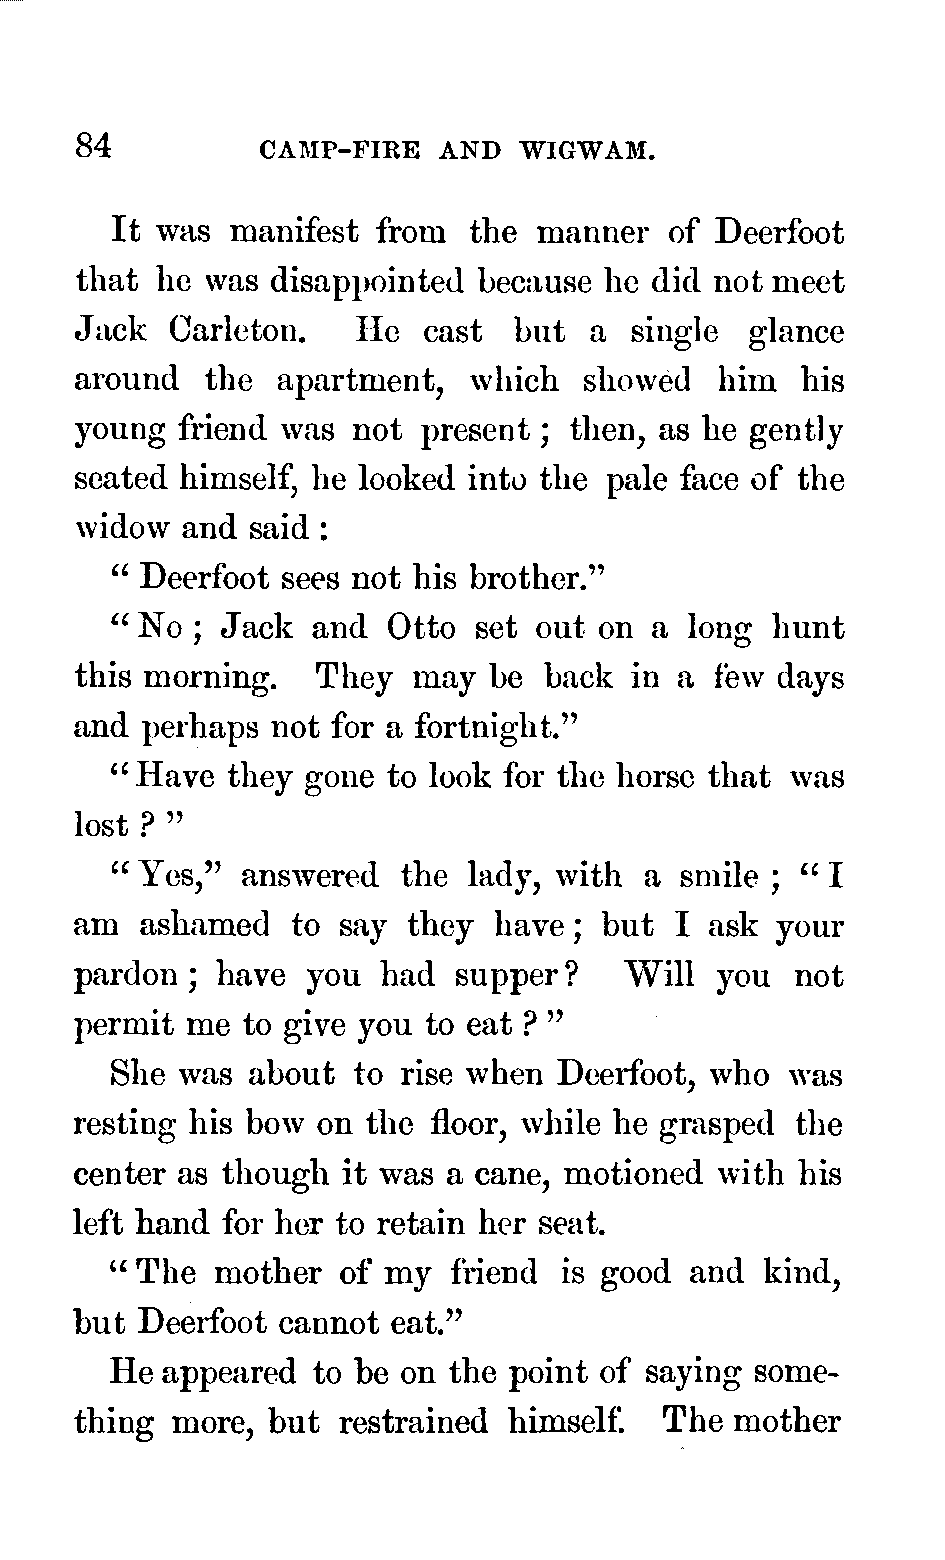 84 CAMP-FIRE AND WIGWAM.
It was manifest from the manner of Deerfoot
that he was disappointed because he did not meet
Jack Carleton. He cast but a single glance
around the apartment, which showed him his
young friend was not present ; then, as he gently
seated himself, he looked into the pale face of the
widow and said :
“ Deerfoot sees not his brother.”
“ No ; Jack and Otto set out on a long hunt
this morning. They may be back in a few days
and perhaps not for a fortnight.”
“ Have they gone to look for the horse that was
lost ? ”
“ Yes,” answered the lady, with a smile ; “ I
am ashamed to say they have ; but I ask your
pardon ; have you had supper? Will you not
permit me to give you to eat ? ”
She was about to rise when Deerfoot, who was
resting his bow on the floor, while he grasped the
center as though it was a cane, motioned with his
left hand for her to retain her seat.
“ The mother of my friend is good and kind,
but Deerfoot cannot eat.”
He appeared to be on the point of saying some-
thing more, but restrained himself. The mother